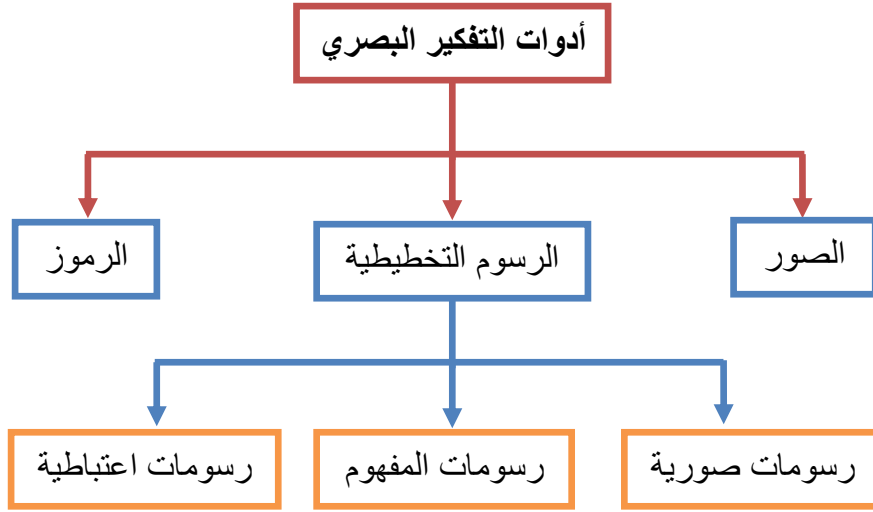 أدوات التفكير البصري
الصور
الرسوم التخطيطية
الرموز
رسومات صورية
رسومات المفهوم
رسومات اعتباطية